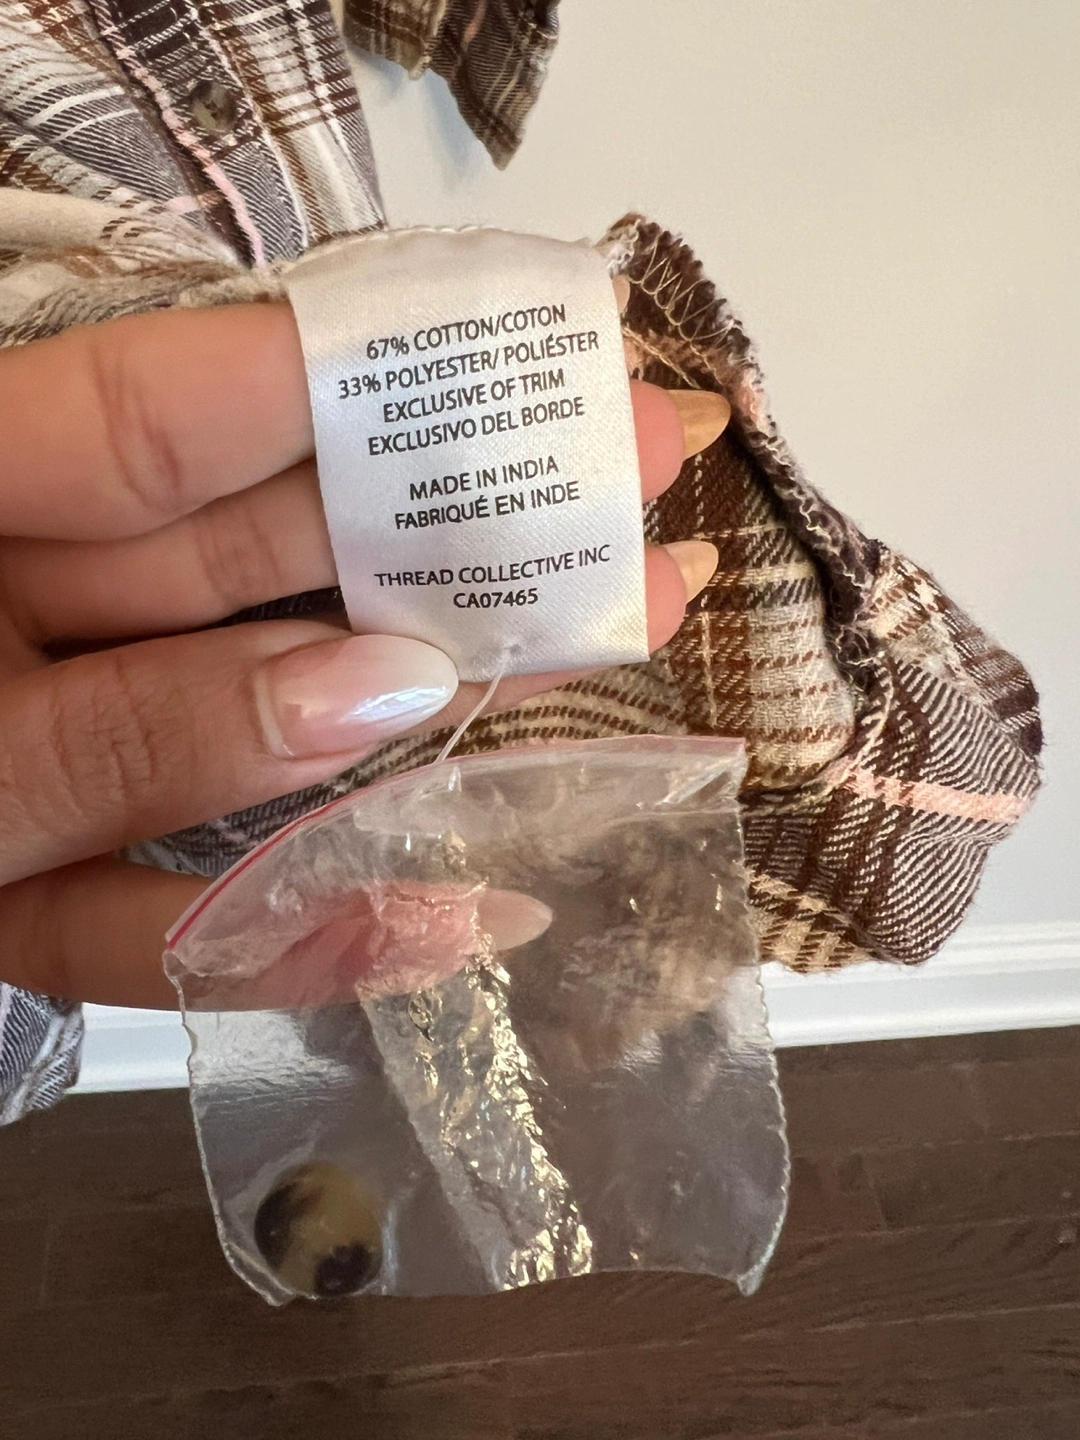 67% COTTON/COTON
33% POLYESTER/ POLIÉSTER
EXCLUSIVE OF TRIM
EXCLUSIVO DEL BORDE
MADE IN INDIA
FABRIQUÉ EN INDE
THREAD COLLECTIVE INC
CA07465